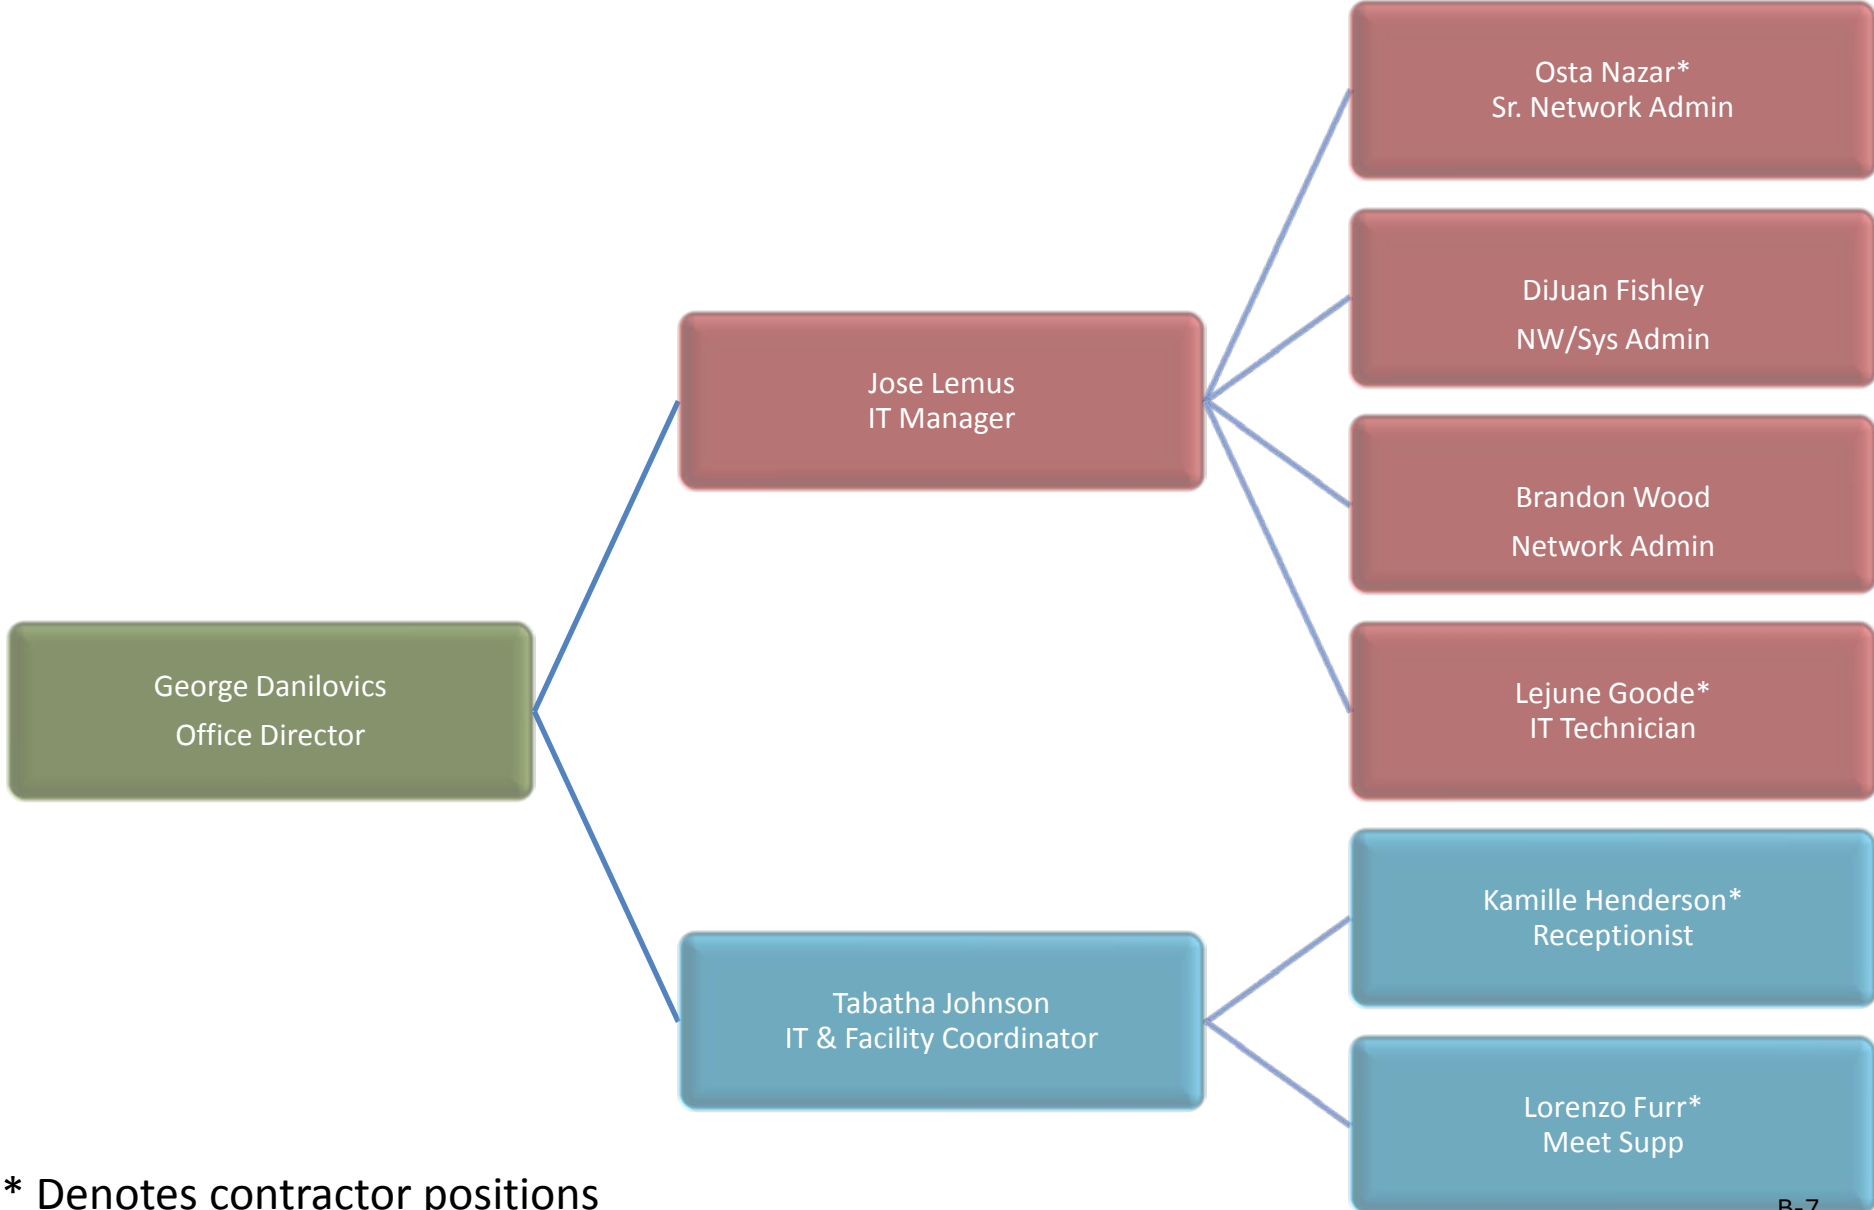 Osta Nazar*
Sr. Network Admin
DiJuan Fishley
NW/Sys Admin
Jose Lemus
IT Manager
Brandon Wood
Network Admin
George Danilovics
Office Director
Lejune Goode*
IT Technician
Kamille Henderson*
Receptionist
Tabatha Johnson
IT & Facility Coordinator
Lorenzo Furr*
Meet Supp
* Denotes contractor positions
B-7